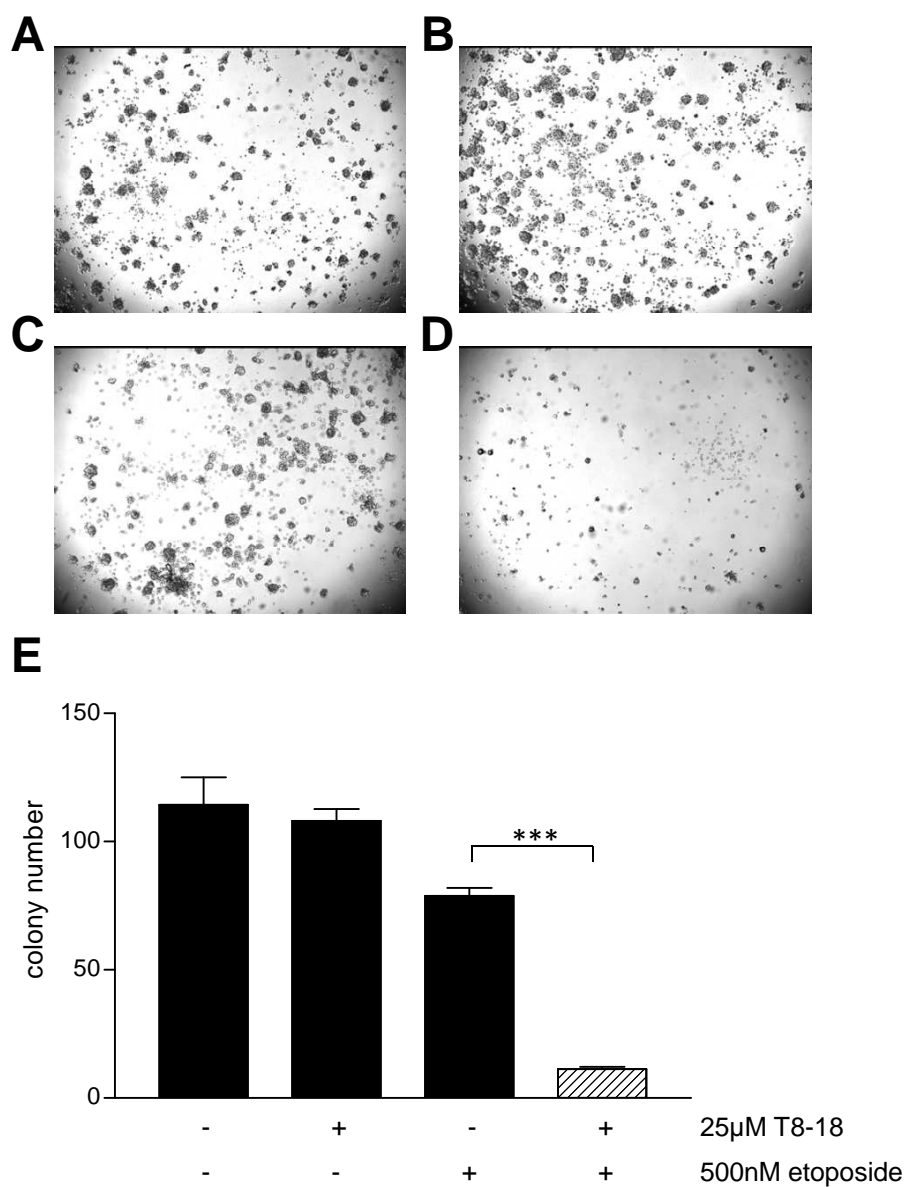 A B
C D
E
150
100
50
0
colony number
***
- + - + 25µM T8-18
- - + + 500nM etoposide